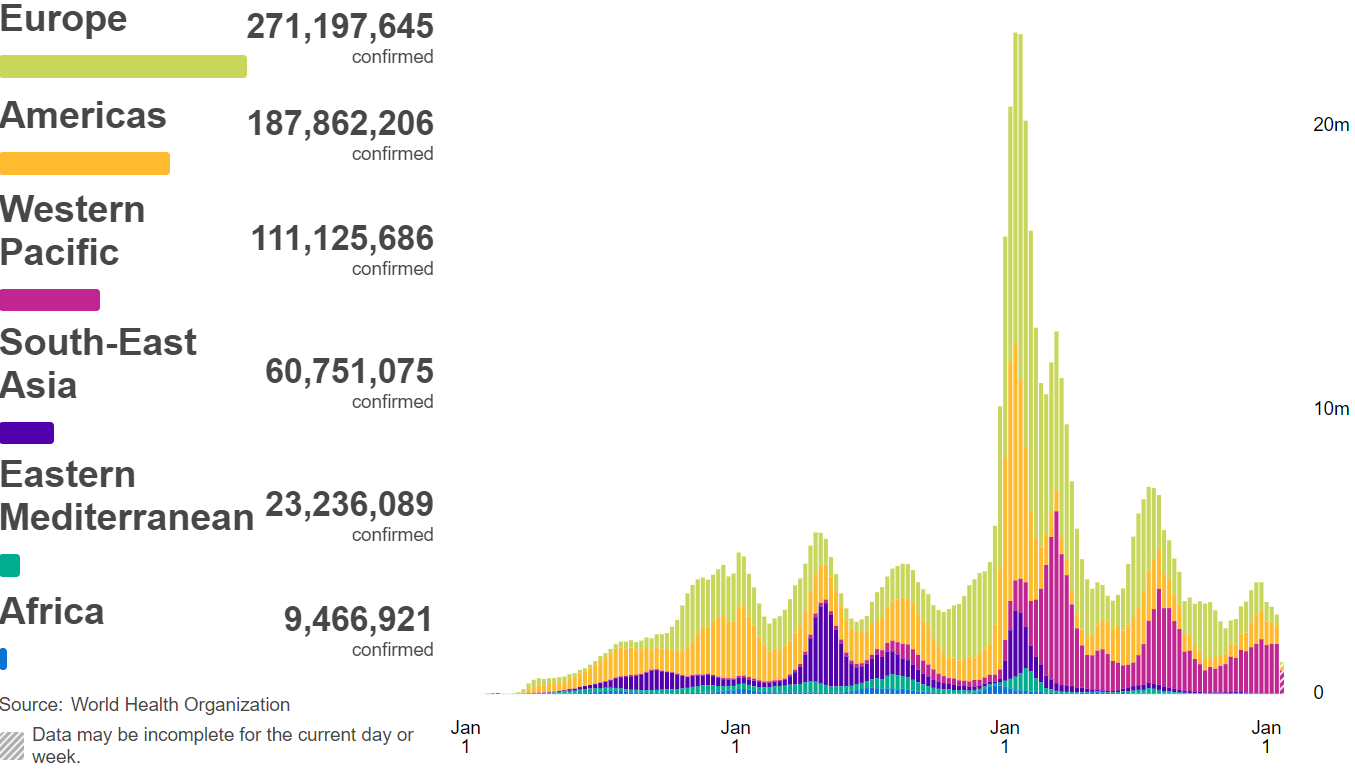 Europe
271,197,645
confirmed
Americas
187,862,206
confirmed
Western
Pacific
111,125,686
confirmed
South-East
Asia
60,751,075
confirmed
Eastern
Mediterranean
23,236,089
confirmed
Africa
9,466,921
confirmed
Source: World Health Organization
Data may be incomplete for the current day or
week.
20m
10m
0
Jan
1
Jan
1
Jan
1
Jan
1